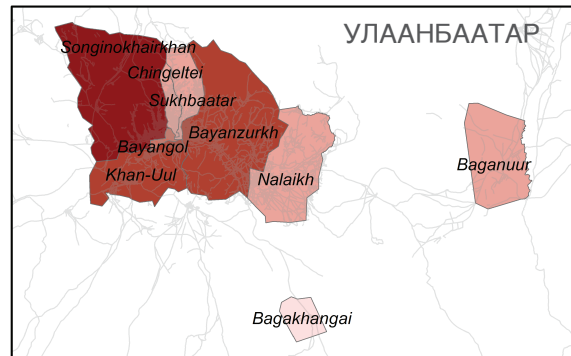 УЛААНБААТАР
Songinokhairkhan
Chingeltei
Sukhbaatar
Bayanzurkh
Bayangol
Khan-Uul
Nalaikh
Baganuur
Bagakhangai